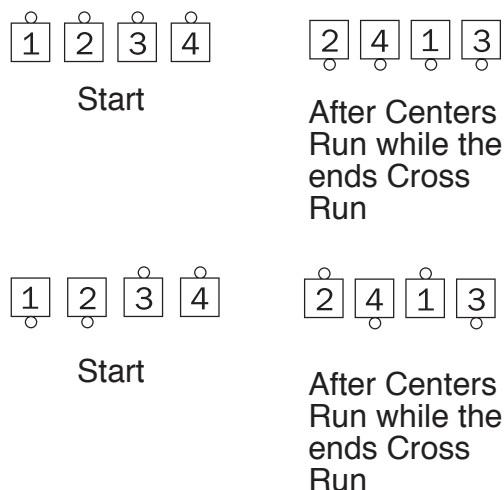 1 2 3 4
Start
2 4 1 3
After Centers
Run while the
ends Cross
Run
1 2 3 4
Start
2 4 1 3
After Centers
Run while the
ends Cross
Run